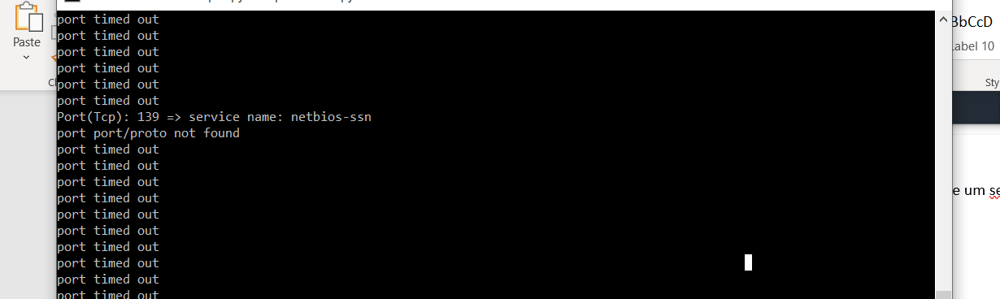 port timed out
port timed out
port timed out
port timed out
port timed out
port timed out
Port(Tcp): 139 => service name: netbios-ssn
port port/proto not found
port timed out
port timed out
port timed out
port timed out
port timed out
port timed out
port timed out
port timed out
port timed out
port timed out
Paste
Cl
BbCcD
Label 10
Sty
e um se